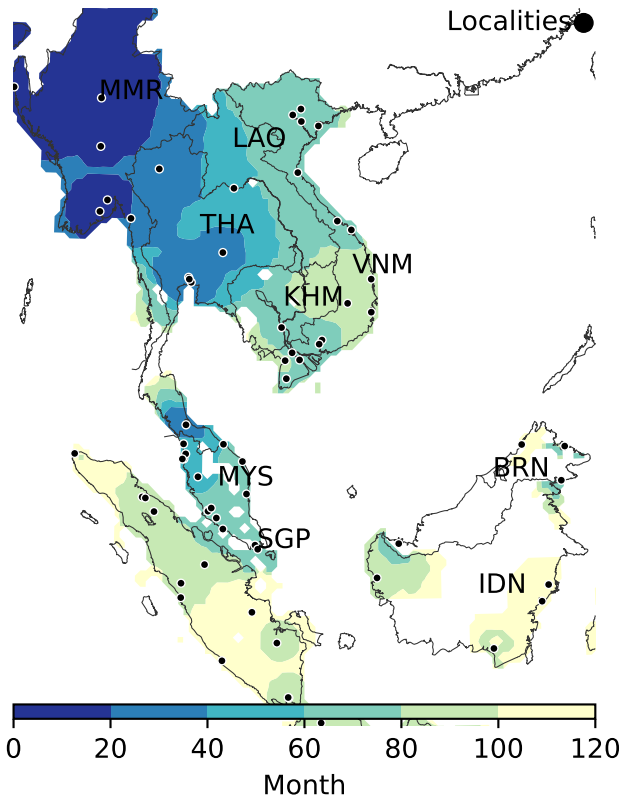 Localities
MMR
LAO
THA
VNM
KHM
MYS
BRN
SGP
IDN
0 20 40 60 80 100 120
Month